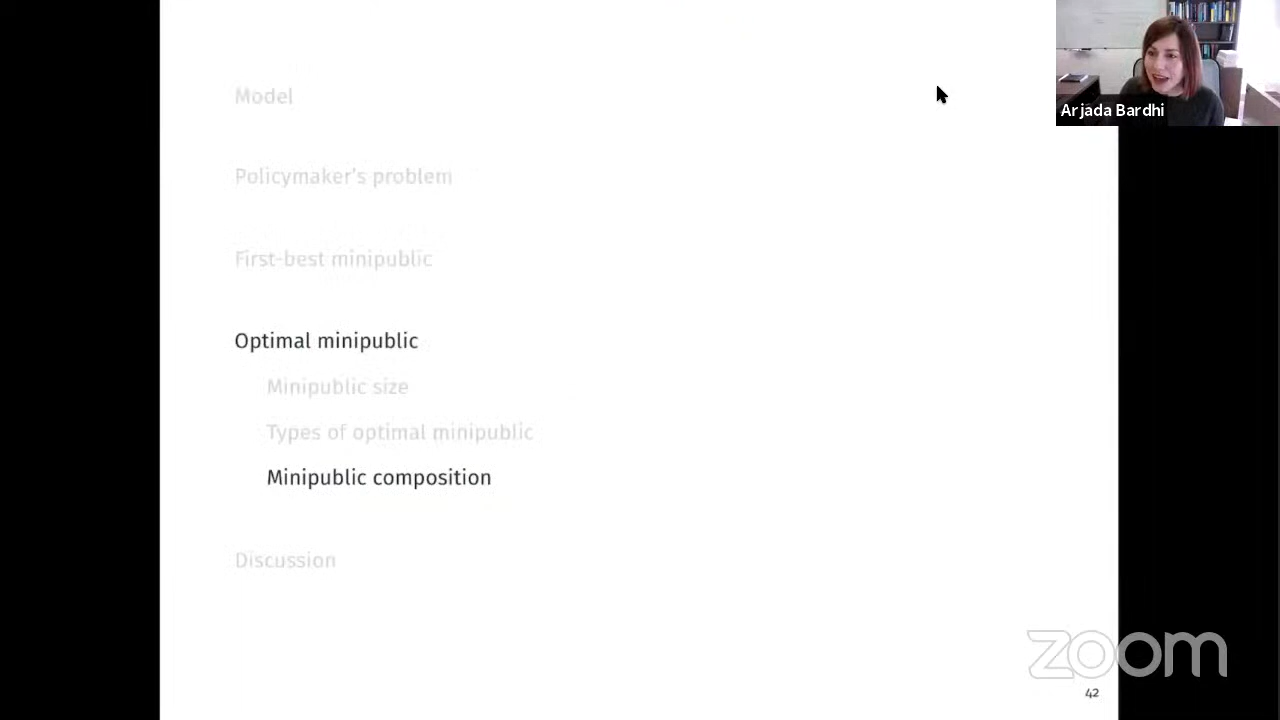 Model
Policymaker's problem
First-best minipublic
Optimal minipublic
Minipublic size
Types of optimal minipublic
Minipublic composition
Discussion
Arjada Bardhi
zoom
42